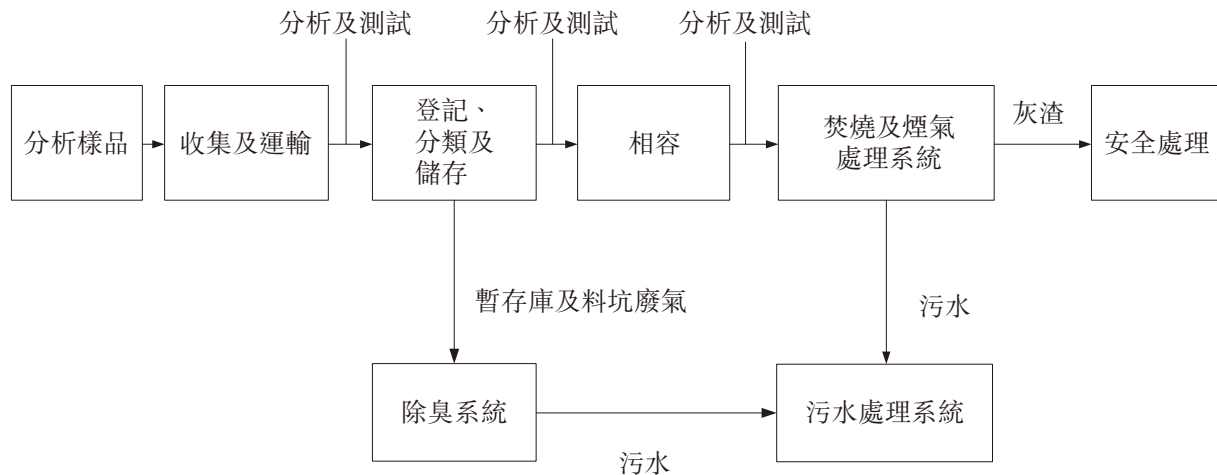 分析及測試
分析及測試
分析及測試
分析樣品
收集及運輸
登記、
分類及
儲存
相容
焚燒及煙氣
處理系統
灰渣
安全處理
暫存庫及料坑廢氣
污水
除臭系統
污水
污水處理系統